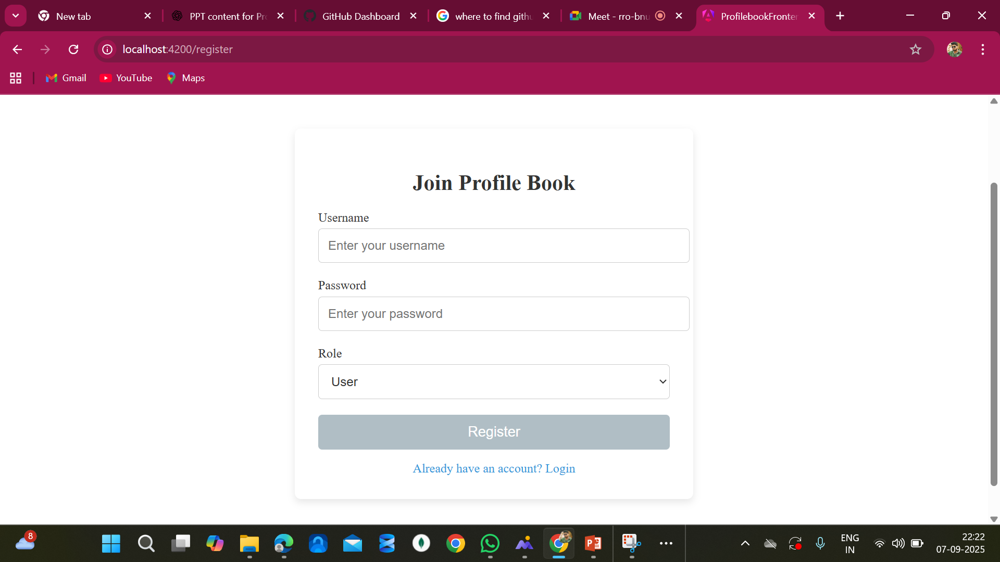 New tab
PPT content for Pr
GitHub Dashboard
where to find githu
Meet - rro-bnu
ProfilebookFronten
localhost:4200/register
Gmail
YouTube
Maps
Join Profile Book
Username
Enter your username
Password
Enter your password
Role
User
Register
Already have an account? Login
8
ENG
IN
22:22
07-09-2025